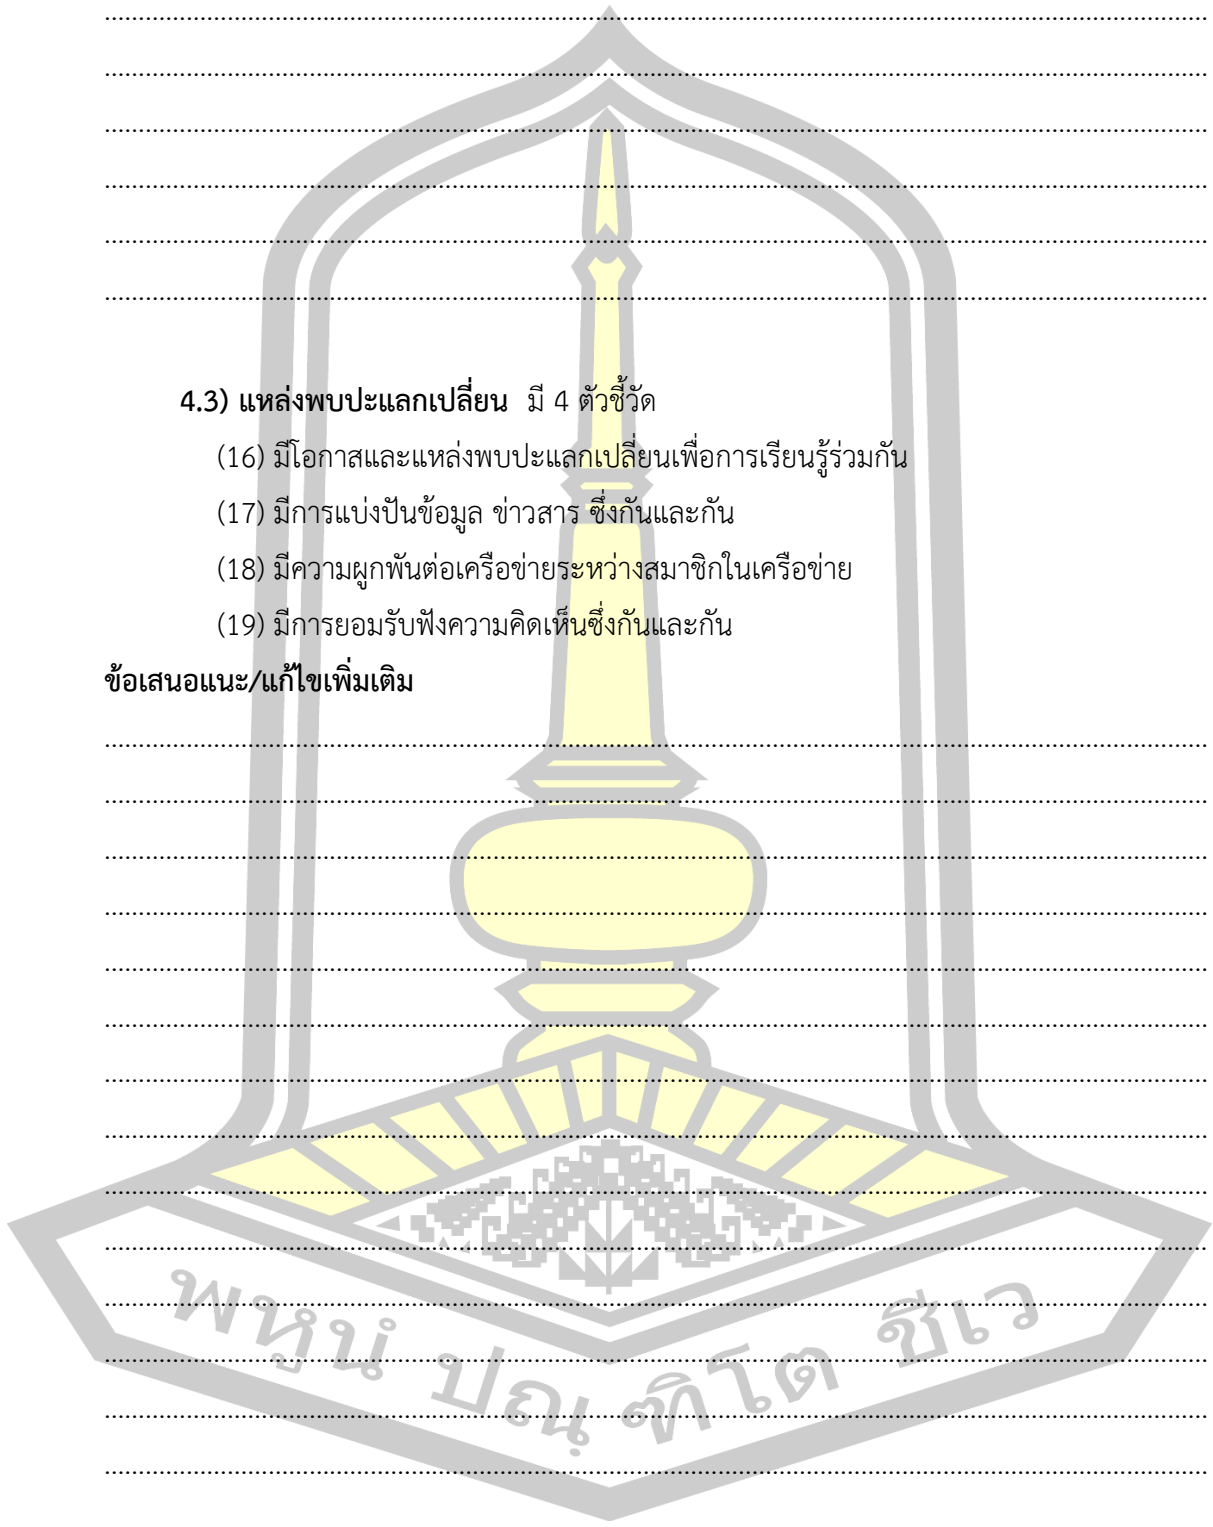 4.3) แหล่งพบปะแลกเปลี่ยน มี 4 ตัวชี้วัด
(16) มีโอกาสและแหล่งพบปะแลกเปลี่ยนเพื่อการเรียนรู้ร่วมกัน
(17) มีการแบ่งปันข้อมูล ข่าวสาร ซึ่งกันและกัน
(18) มีความผูกพันต่อเครือข่ายระหว่างสมาชิกในเครือข่าย
(19) มีการยอมรับฟังความคิดเห็นซึ่งกันและกัน
ข้อเสนอแนะ/แก้ไขเพิ่มเติม
พหูนํ ปณฺฑิโต ชีเว